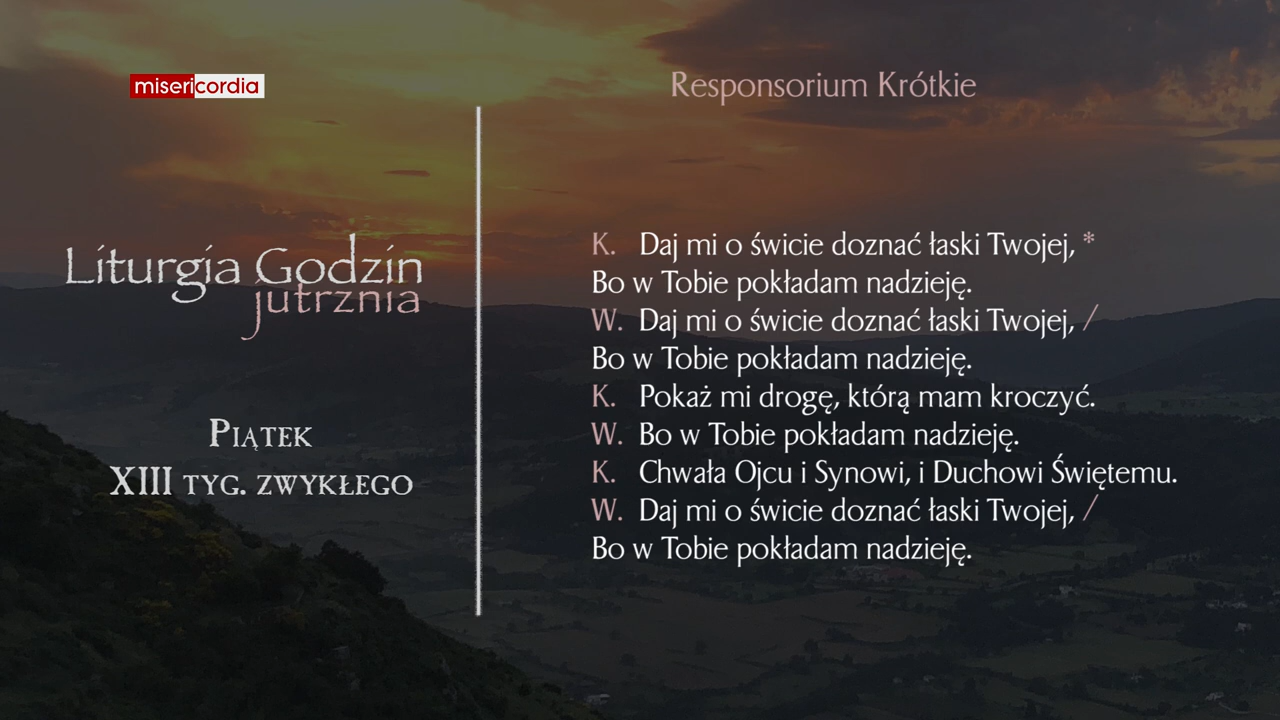 misericordia
Liturgia Godzin
jutrznia
Piątek
XIII tyg. zwykłego
Responsorium Krótkie
K. Daj mi o świcie doznać łaski Twojej, *
Bo w Tobie pokładam nadzieję.
W. Daj mi o świcie doznać łaski Twojej, /
Bo w Tobie pokładam nadzieję.
K. Pokaż mi drogę, którą mam kroczyć.
W. Bo w Tobie pokładam nadzieję.
K. Chwała Ojcu i Synowi, i Duchowi Świętemu.
W. Daj mi o świcie doznać łaski Twojej, /
Bo w Tobie pokładam nadzieję.